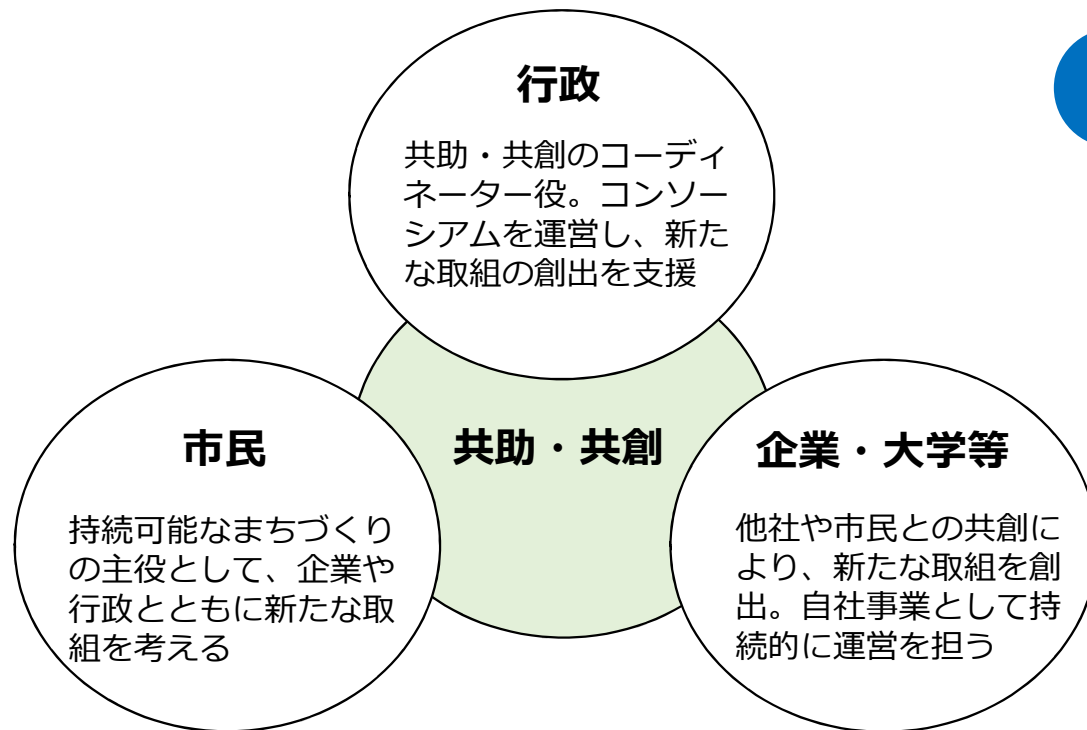 行政
共助・共創のコーディ
ネーター役。コンソー
シアムを運営し、新た
な取組の創出を支援
市民
持続可能なまちづくり
の主役として、企業や
行政とともに新たな取
組を考える
共助・共創
企業・大学等
他社や市民との共創に
より、新たな取組を創
出。自社事業として持
続的に運営を担う